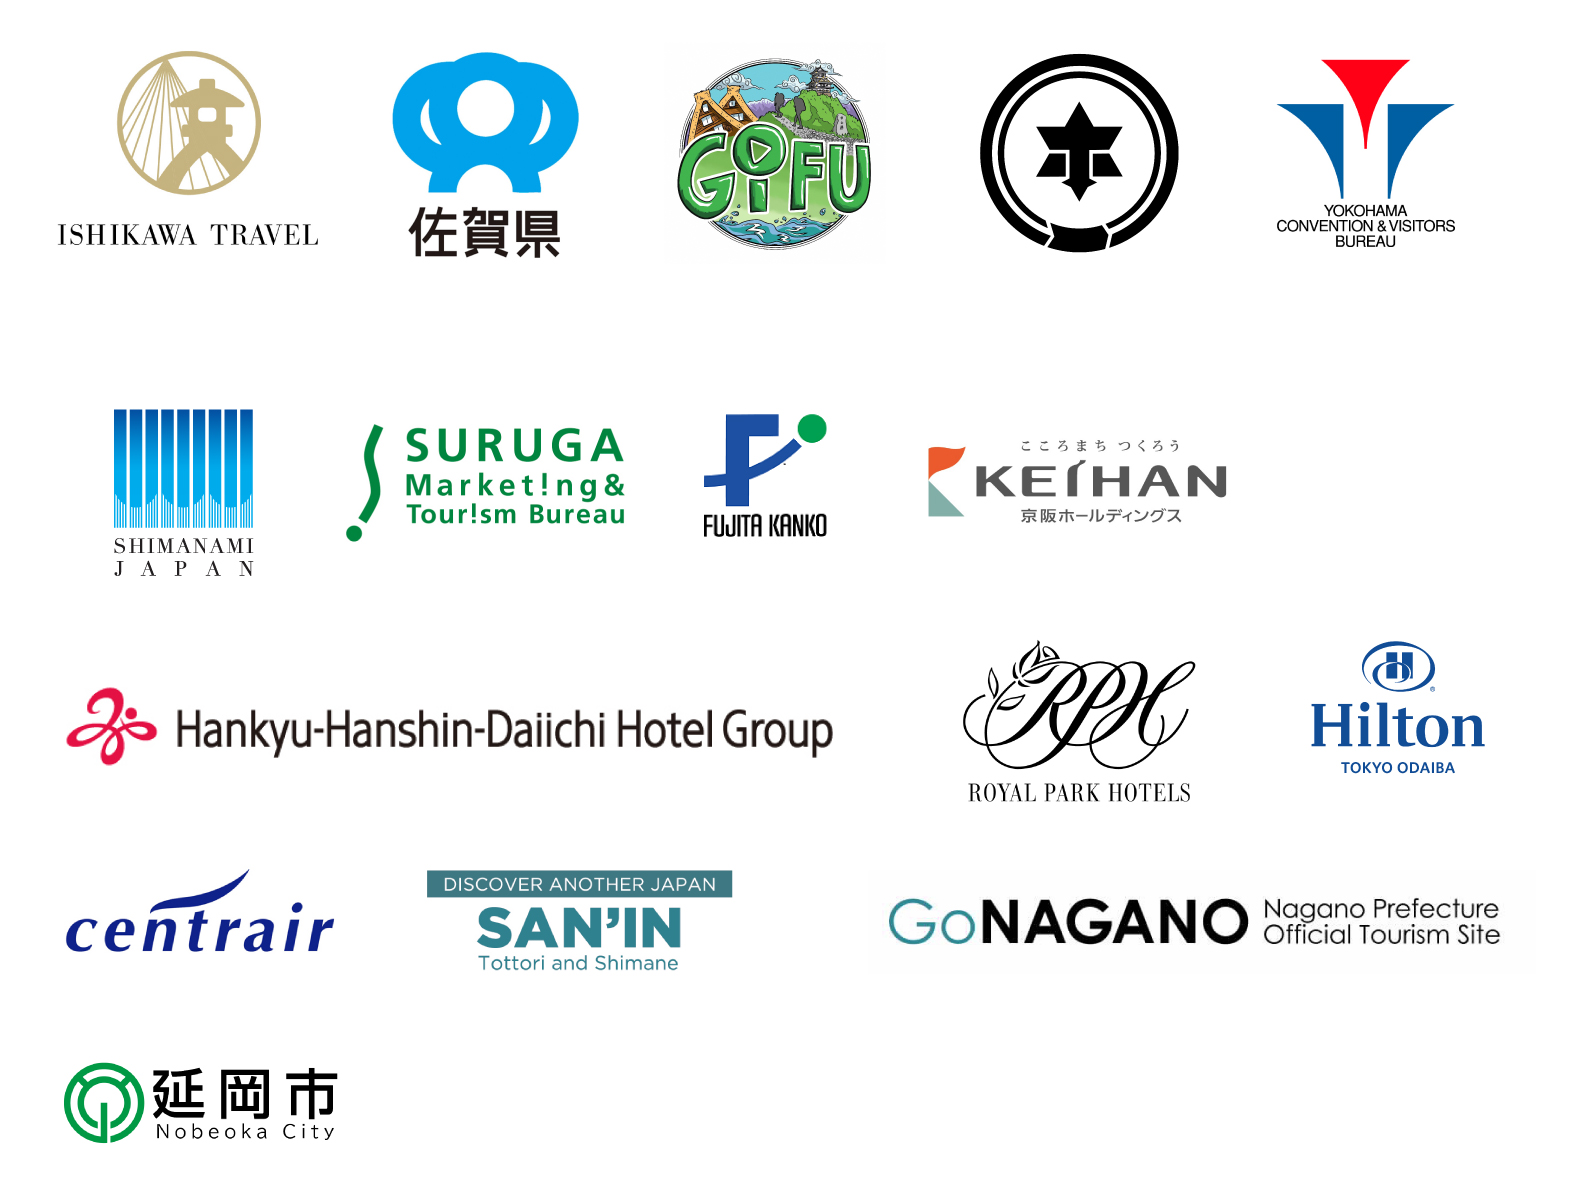 ISHIKAWA TRAVEL
佐賀県
GIFU
YOKOHAMA
CONVENTION & VISITORS
BUREAU
SHIMANAMI
JAPAN
SURUGA
Market!ng&
Tour!sm Bureau
FUJITA KANKO
こころまち つくろう
KEIHAN
京阪ホールディングス
Hankyu-Hanshin-Daiichi Hotel Group
RPH
ROYAL PARK HOTELS
H
Hilton
TOKYO ODAIBA
centrair
DISCOVER ANOTHER JAPAN
SAN'IN
Tottori and Shimane
GoNAGANO
Nagano Prefecture
Official Tourism Site
延岡市
Nobeoka City